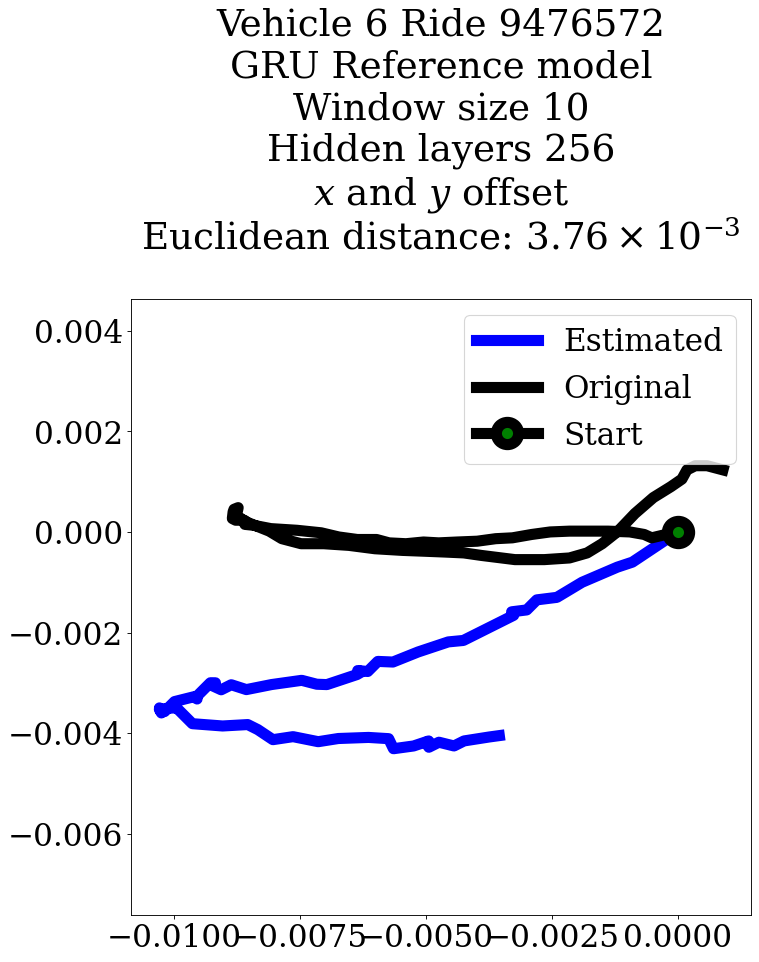 Vehicle 6 Ride 9476572
GRU Reference model
Window size 10
Hidden layers 256
x and y offset
Euclidean distance: 3.76 × 10⁻³
Estimated
Original
Start
0.004
0.002
0.000
−0.002
−0.004
−0.006
−0.0100 −0.0075 −0.0050 −0.0025 0.0000